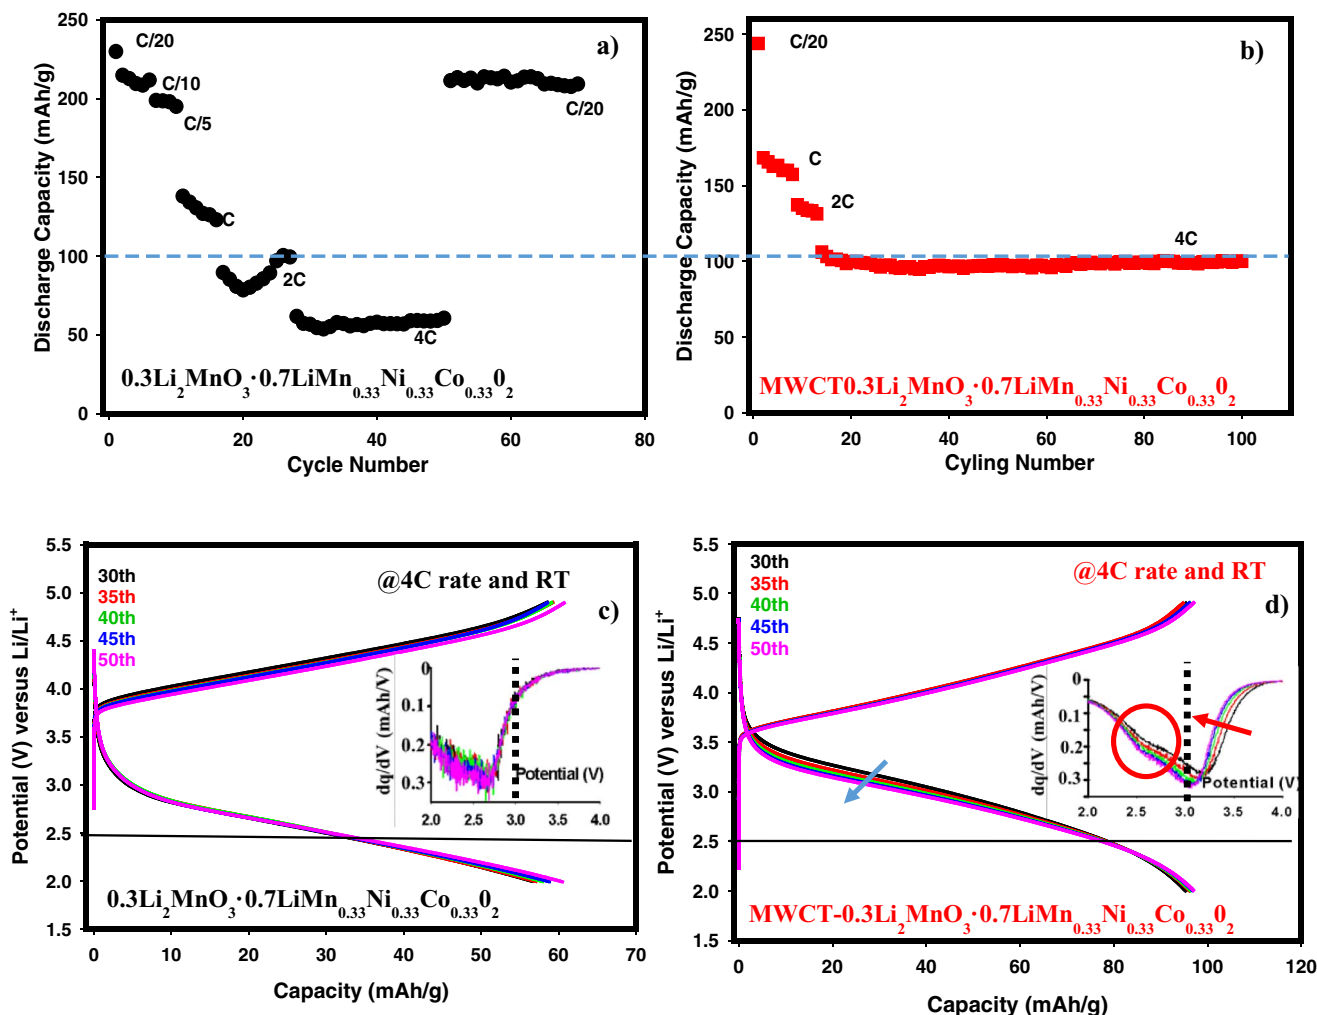 a)
C/20
C/10
C/5
C
2C
4C
C/20
0.3Li2MnO3·0.7LiMn0.33Ni0.33Co0.3302
Discharge Capacity (mAh/g)
250
200
150
100
50
0
0 20 40 60 80
Cycle Number
b)
C/20
C
2C
4C
MWCT0.3Li2MnO3·0.7LiMn0.33Ni0.33Co0.3302
Discharge Capacity (mAh/g)
250
200
150
100
50
0
0 20 40 60 80 100
Cyling Number
c)
@4C rate and RT
30th
35th
40th
45th
50th
Potential (V) versus Li/Li+
5.5
5.0
4.5
4.0
3.5
3.0
2.5
2.0
1.5
dq/dV (mAh/V)
0
0.1
0.2
0.3
Potential (V)
2.0 2.5 3.0 3.5 4.0
0.3Li2MnO3·0.7LiMn0.33Ni0.33Co0.3302
0 10 20 30 40 50 60 70
Capacity (mAh/g)
d)
@4C rate and RT
30th
35th
40th
45th
50th
Potential (V) versus Li/Li+
5.5
5.0
4.5
4.0
3.5
3.0
2.5
2.0
1.5
dq/dV (mAh/V)
0
0.1
0.2
0.3
Potential (V)
2.0 2.5 3.0 3.5 4.0
MWCT-0.3Li2MnO3·0.7LiMn0.33Ni0.33Co0.3302
0 20 40 60 80 100 120
Capacity (mAh/g)